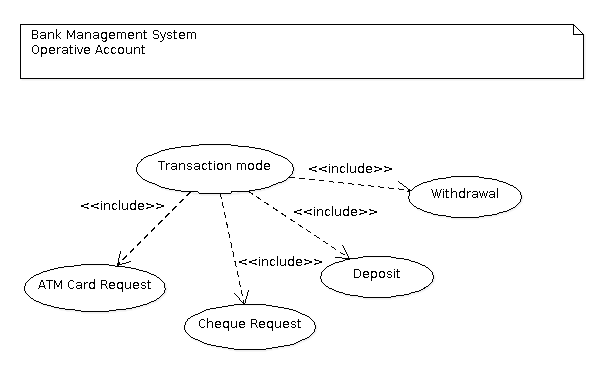 Bank Management System
Operative Account
Transaction mode
<<include>>
Withdrawal
<<include>>
<<include>>
<<include>>
Deposit
ATM Card Request
Cheque Request